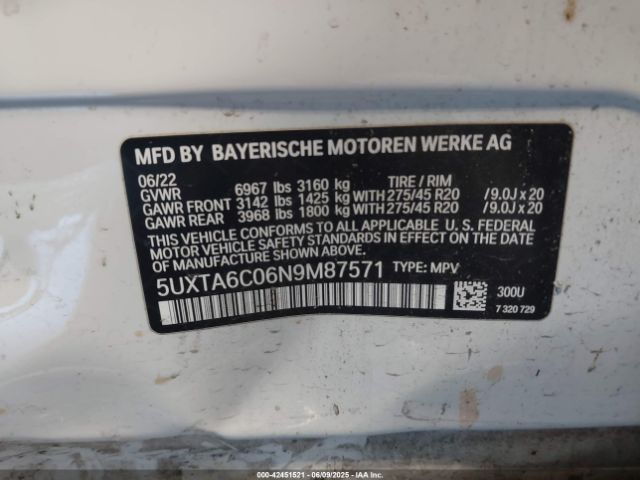 MFD BY BAYERISCHE MOTOREN WERKE AG
06/22
GVWR 6967 lbs 3160 kg TIRE / RIM
GAWR FRONT 3142 lbs 1425 kg WITH 275/45 R20 /9.0J x 20
GAWR REAR 3968 lbs 1800 kg WITH 275/45 R20 /9.0J x 20
THIS VEHICLE CONFORMS TO ALL APPLICABLE U. S. FEDERAL
MOTOR VEHICLE SAFETY STANDARDS IN EFFECT ON THE DATE
OF MANUFACTURE SHOWN ABOVE.
5UXTA6C06N9M87571 TYPE: MPV
300U
7 320 729
000-42451521 - 06/09/2025 - IAAI.COM